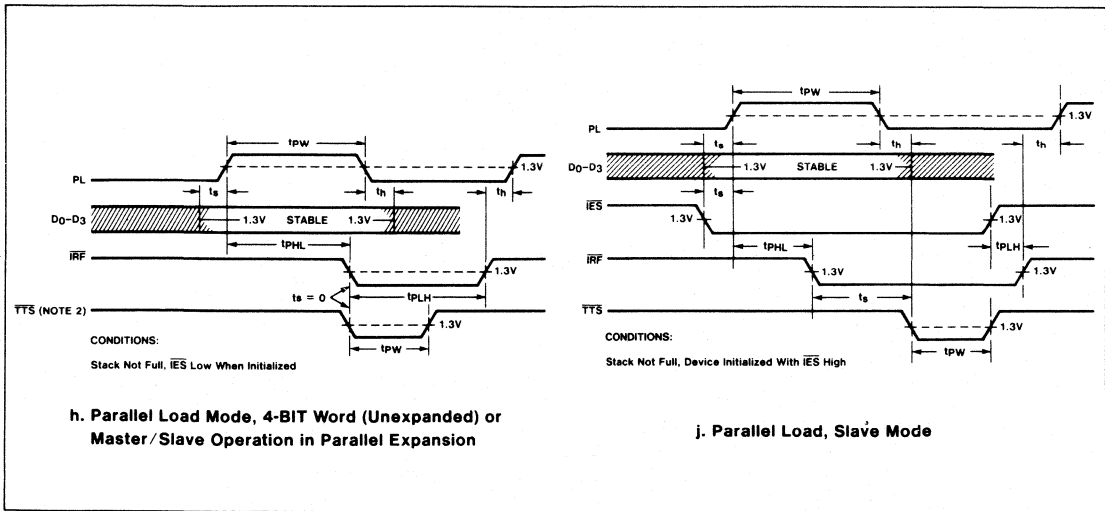 tPW
PL
1.3V
ts
th
th
D0-D3
1.3V
STABLE
1.3V
tPHL
IRF
1.3V
ts = 0
tPLH
TTS (NOTE 2)
1.3V
tPW
CONDITIONS:
Stack Not Full, IES Low When Initialized
h. Parallel Load Mode, 4-BIT Word (Unexpanded) or
Master/Slave Operation in Parallel Expansion
tPW
PL
1.3V
ts
th
th
D0-D3
1.3V
STABLE
1.3V
ts
IES
1.3V
tPHL
tPLH
IRF
1.3V
1.3V
ts
TTS
1.3V
tPW
CONDITIONS:
Stack Not Full, Device Initialized With IES High
j. Parallel Load, Slave Mode